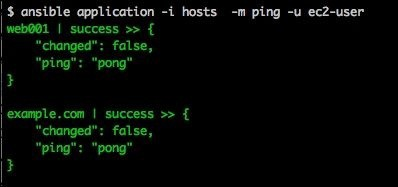 $ ansible application -i hosts  -m ping -u ec2-user
web001 | success >> {
    "changed": false,
    "ping": "pong"
}

example.com | success >> {
    "changed": false,
    "ping": "pong"
}